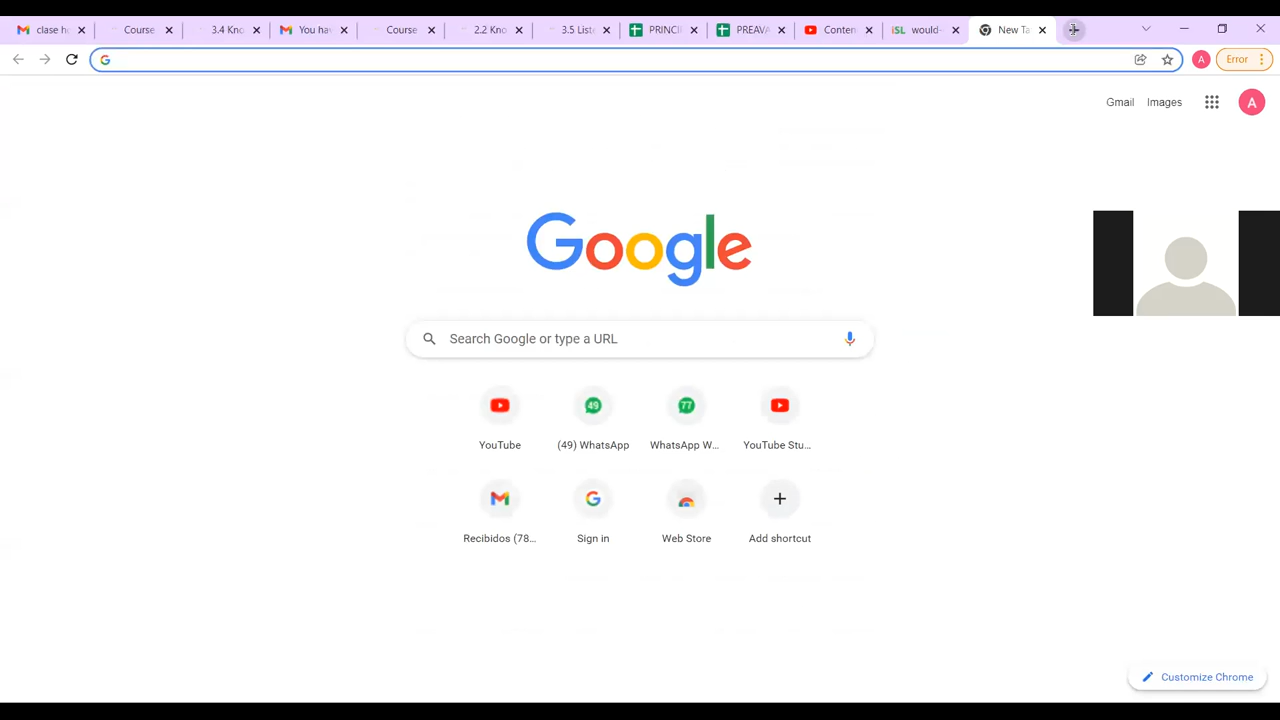 clase h
Course
3.4 Kno
You ha
Course
2.2 Kno
3.5 Liste
PRINCI
PREAVA
Conten
iSL would-
New Ta
G
A
Error
Gmail
Images
A
Google
Search Google or type a URL
49
77
YouTube
(49) WhatsApp
WhatsApp W...
YouTube Stu...
Recibidos (78...
Sign in
Web Store
Add shortcut
Customize Chrome